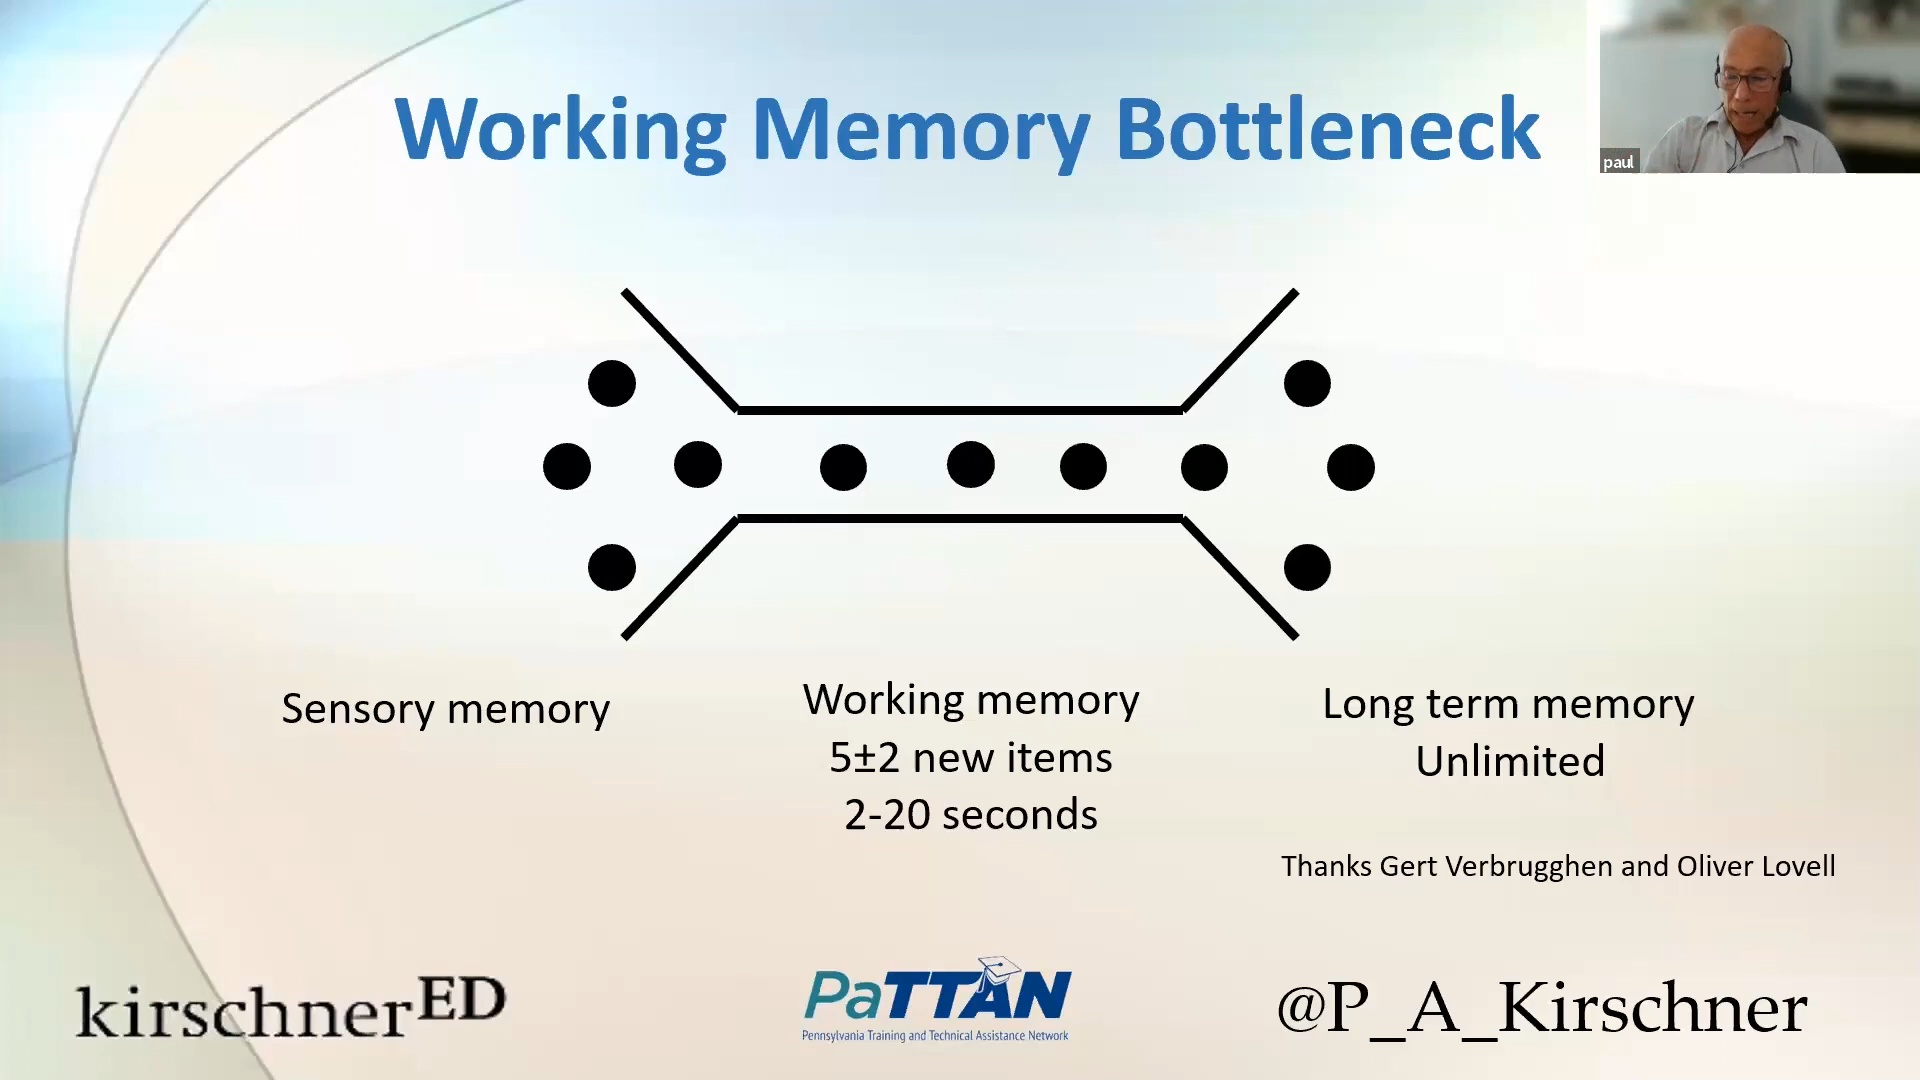 Working Memory Bottleneck
paul
Sensory memory
Working memory
5±2 new items
2-20 seconds
Long term memory
Unlimited
Thanks Gert Verbrugghen and Oliver Lovell
kirschnerED
PaTTAN
Pennsylvania Training and Technical Assistance Network
@P_A_Kirschner